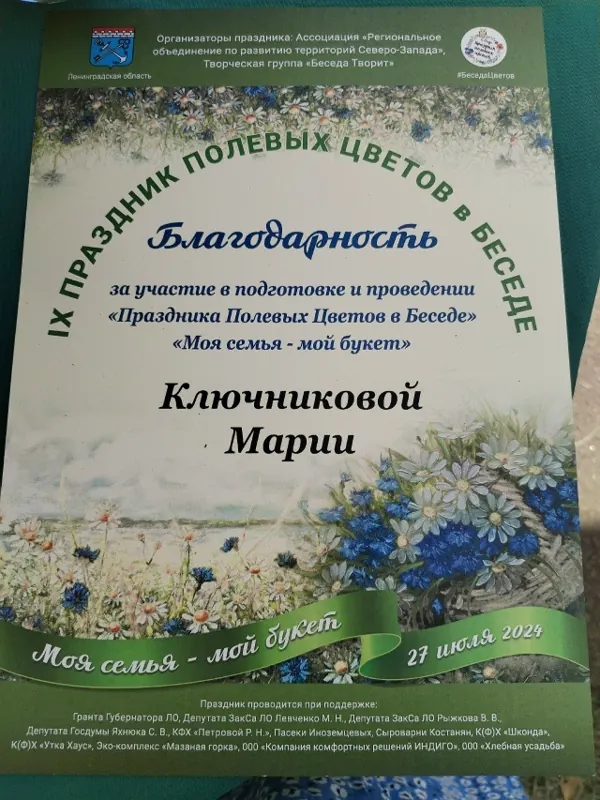 Организаторы праздника: Ассоциация «Региональное
объединение по развитию территорий Северо-Запада»,
Творческая группа «Беседа Творит»
Ленинградская область
#БеседаЦветов
IX ПРАЗДНИК ПОЛЕВЫХ ЦВЕТОВ в БЕСЕДЕ
Благодарность
за участие в подготовке и проведении
«Праздника Полевых Цветов в Беседе»
«Моя семья - мой букет»
Ключниковой
Марии
Моя семья - мой букет
27 июля 2024
Праздник проводится при поддержке:
Гранта Губернатора ЛО, Депутата ЗакСа ЛО Левченко М. Н., Депутата ЗакСа ЛО Рыжкова В. В.,
Депутата Госдумы Яхнюка С. В., КФХ «Петровой Р. Н.», Пасеки Иноземцевых, Сыроварни Костанян, К(Ф)Х «Шконда»,
К(Ф)Х «Утка Хаус», Эко-комплекс «Мазаная горка», ООО «Компания комфортных решений ИНДИГО», ООО «Хлебная усадьба»